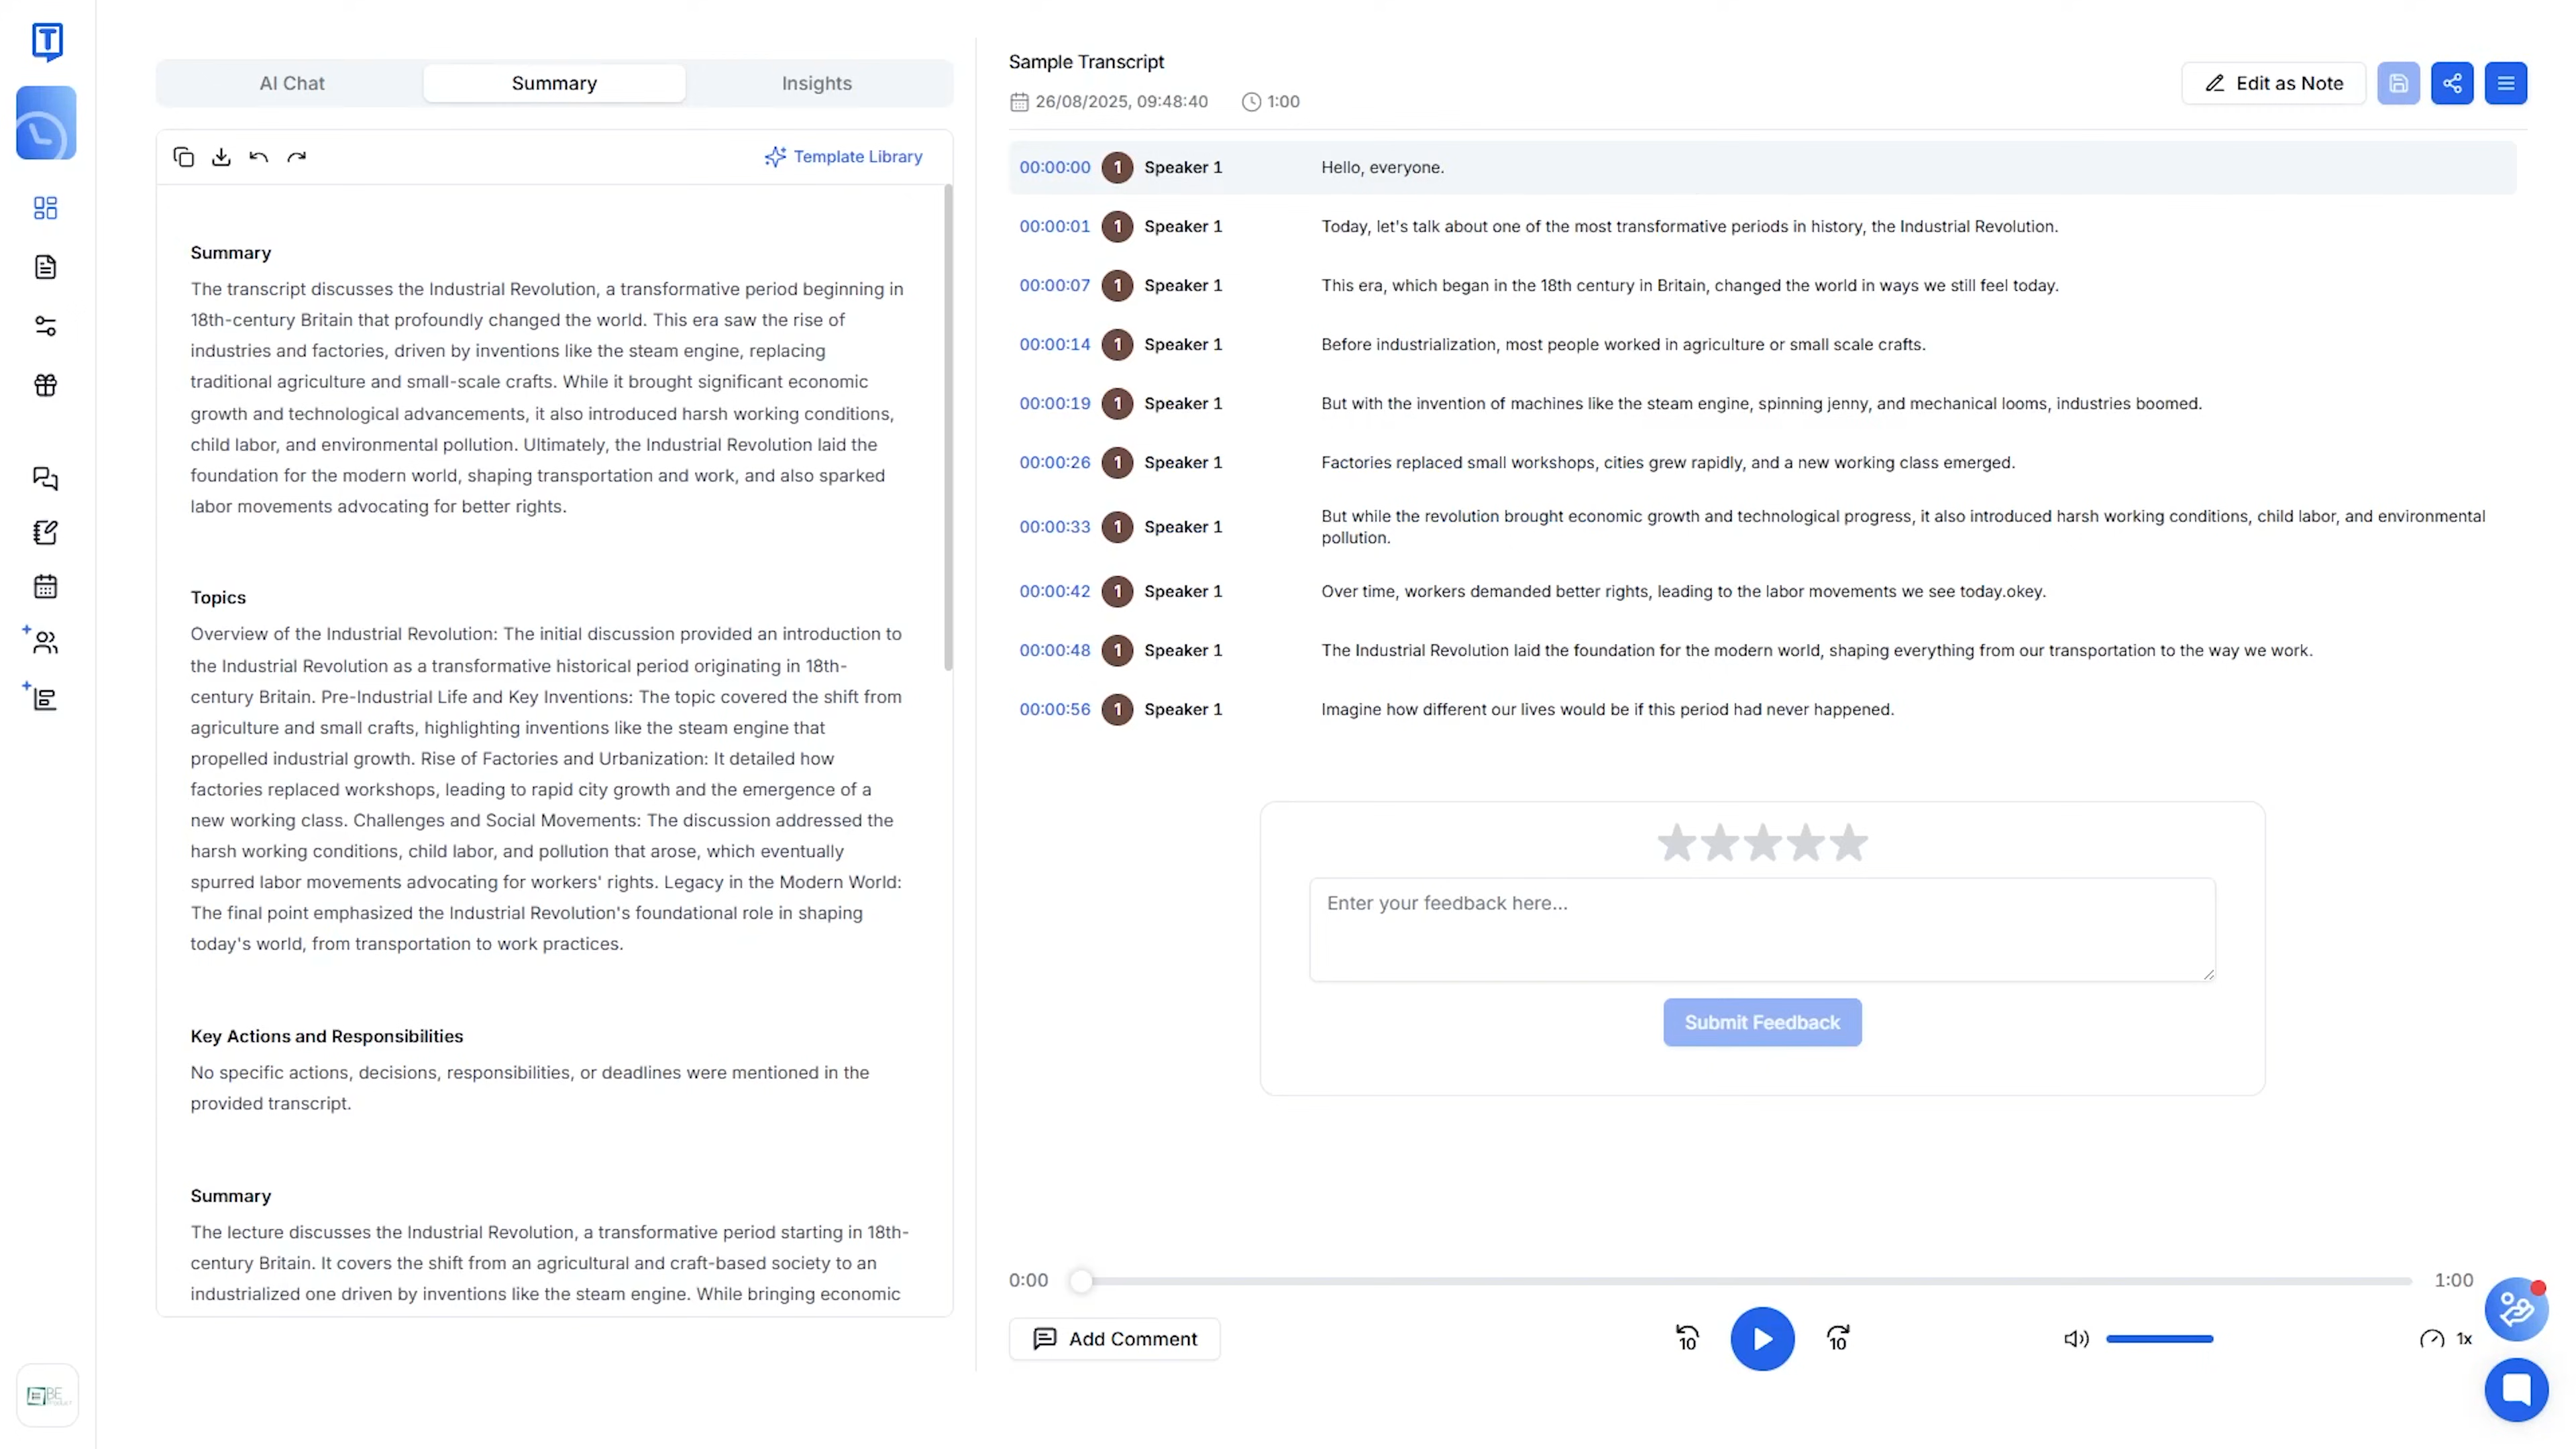 T
AI Chat
Summary
Insights
Template Library
Summary
The transcript discusses the Industrial Revolution, a transformative period beginning in
18th-century Britain that profoundly changed the world. This era saw the rise of
industries and factories, driven by inventions like the steam engine, replacing
traditional agriculture and small-scale crafts. While it brought significant economic
growth and technological advancements, it also introduced harsh working conditions,
child labor, and environmental pollution. Ultimately, the Industrial Revolution laid the
foundation for the modern world, shaping transportation and work, and also sparked
labor movements advocating for better rights.
Topics
Overview of the Industrial Revolution: The initial discussion provided an introduction to
the Industrial Revolution as a transformative historical period originating in 18th-
century Britain. Pre-Industrial Life and Key Inventions: The topic covered the shift from
agriculture and small crafts, highlighting inventions like the steam engine that
propelled industrial growth. Rise of Factories and Urbanization: It detailed how
factories replaced workshops, leading to rapid city growth and the emergence of a
new working class. Challenges and Social Movements: The discussion addressed the
harsh working conditions, child labor, and pollution that arose, which eventually
spurred labor movements advocating for workers' rights. Legacy in the Modern World:
The final point emphasized the Industrial Revolution's foundational role in shaping
today's world, from transportation to work practices.
Key Actions and Responsibilities
No specific actions, decisions, responsibilities, or deadlines were mentioned in the
provided transcript.
Summary
The lecture discusses the Industrial Revolution, a transformative period starting in 18th-
century Britain. It covers the shift from an agricultural and craft-based society to an
industrialized one driven by inventions like the steam engine. While bringing economic
Sample Transcript
26/08/2025, 09:48:40 1:00
Edit as Note
00:00:00 1 Speaker 1 Hello, everyone.
00:00:01 1 Speaker 1 Today, let's talk about one of the most transformative periods in history, the Industrial Revolution.
00:00:07 1 Speaker 1 This era, which began in the 18th century in Britain, changed the world in ways we still feel today.
00:00:14 1 Speaker 1 Before industrialization, most people worked in agriculture or small scale crafts.
00:00:19 1 Speaker 1 But with the invention of machines like the steam engine, spinning jenny, and mechanical looms, industries boomed.
00:00:26 1 Speaker 1 Factories replaced small workshops, cities grew rapidly, and a new working class emerged.
00:00:33 1 Speaker 1 But while the revolution brought economic growth and technological progress, it also introduced harsh working conditions, child labor, and environmental
pollution.
00:00:42 1 Speaker 1 Over time, workers demanded better rights, leading to the labor movements we see today.okey.
00:00:48 1 Speaker 1 The Industrial Revolution laid the foundation for the modern world, shaping everything from our transportation to the way we work.
00:00:56 1 Speaker 1 Imagine how different our lives would be if this period had never happened.
Enter your feedback here...
Submit Feedback
0:00
1:00
Add Comment
10
10
1x
BE